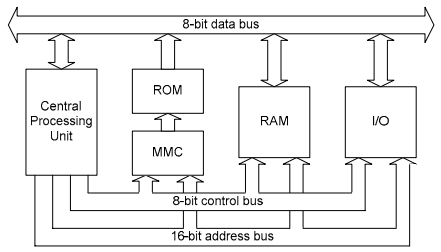 8-bit data bus
Central
Processing
Unit
ROM
MMC
RAM
I/O
8-bit control bus
16-bit address bus